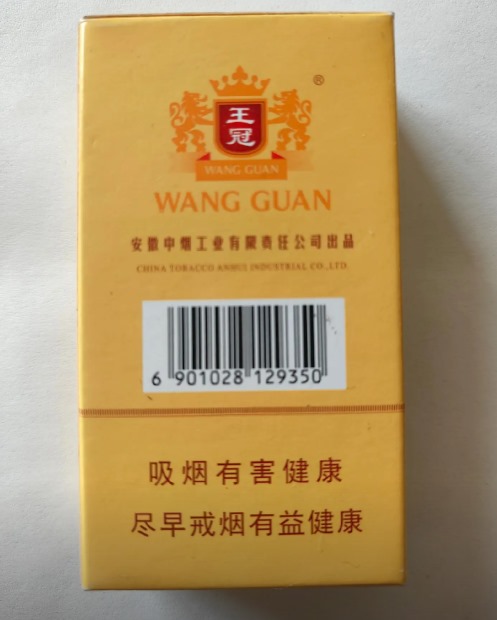 ®
王
冠
WANG GUAN
WANG GUAN
安徽中烟工业有限责任公司出品
CHINA TOBACCO ANHUI INDUSTRIAL CO.,LTD
6 901028 129350
吸烟有害健康
尽早戒烟有益健康